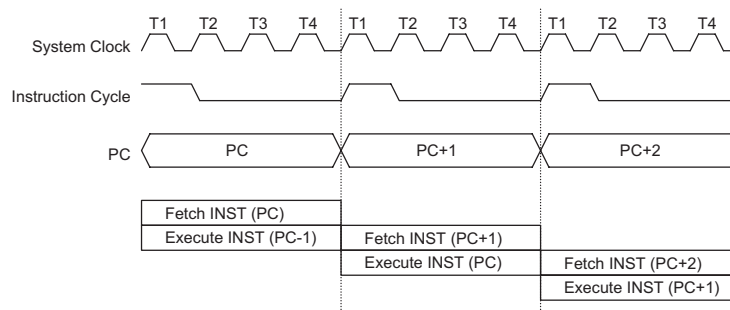 T1 T2 T3 T4 T1 T2 T3 T4 T1 T2 T3 T4
System Clock
Instruction Cycle
PC PC PC+1 PC+2
Fetch INST (PC)
Execute INST (PC-1) Fetch INST (PC+1)
Execute INST (PC) Fetch INST (PC+2)
Execute INST (PC+1)